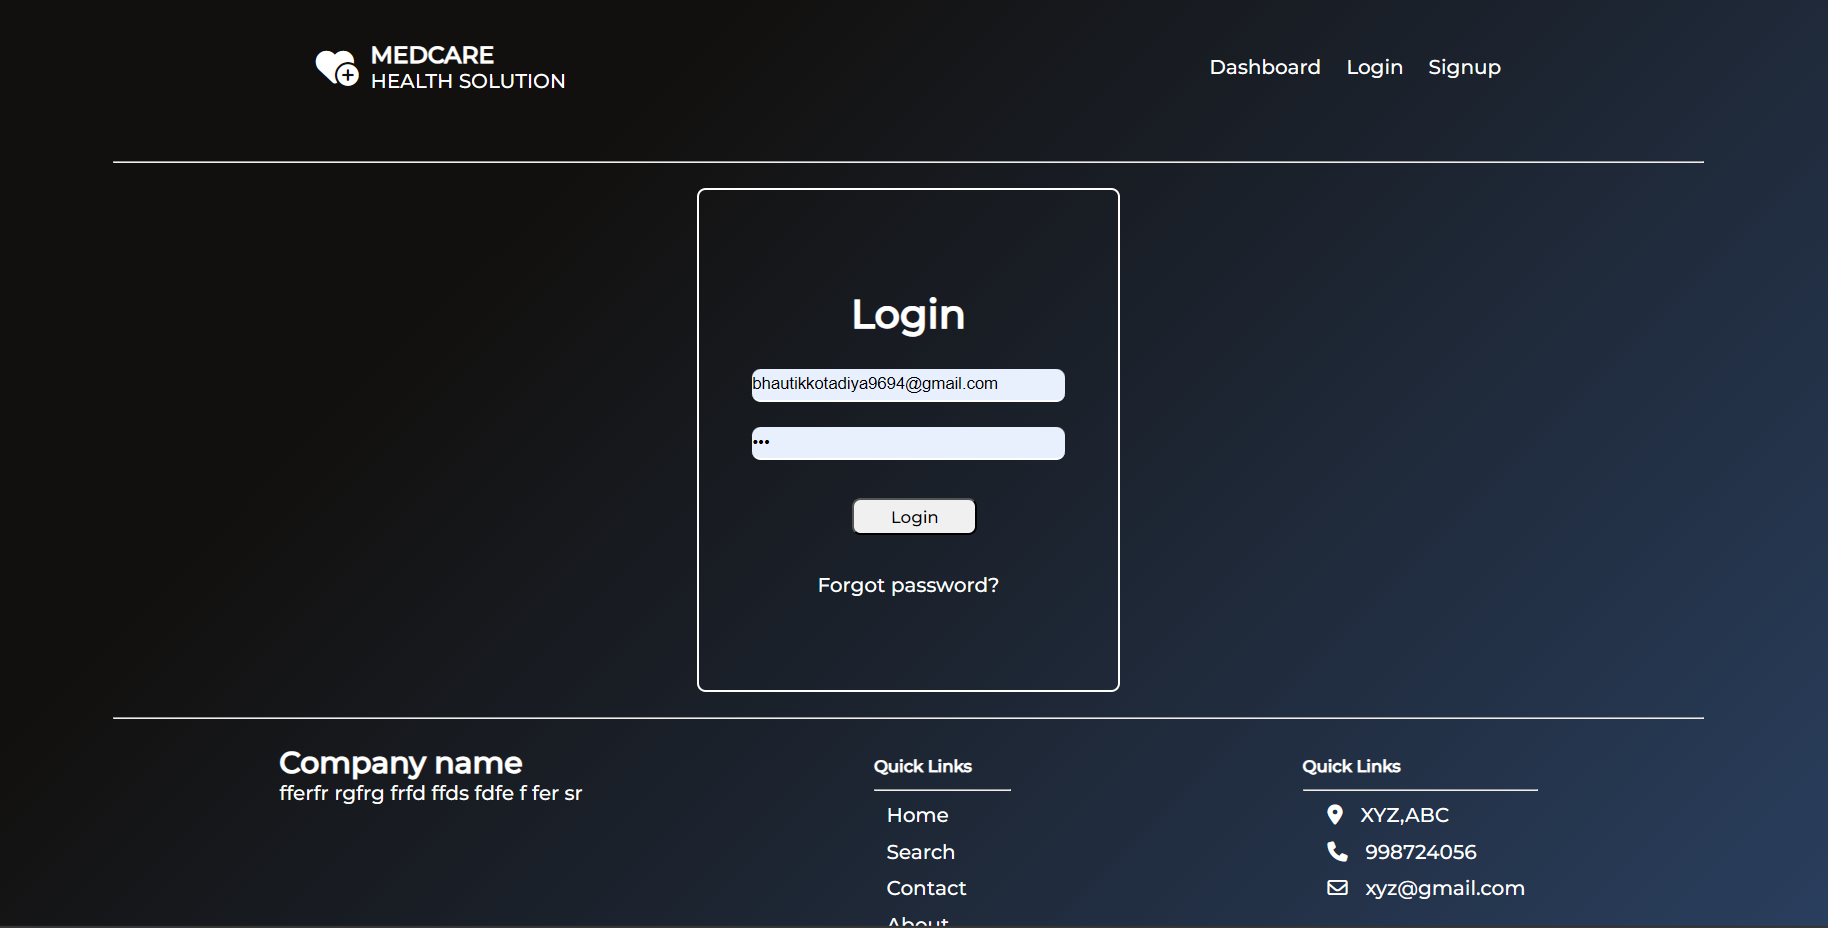 MEDCARE
HEALTH SOLUTION
Dashboard Login Signup
Login
bhautikkotadiya9694@gmail.com
•••
Login
Forgot password?
Company name
fferfr rgfrg frfd ffds fdfe f fer sr
Quick Links
Home
Search
Contact
About
Quick Links
XYZ,ABC
998724056
xyz@gmail.com